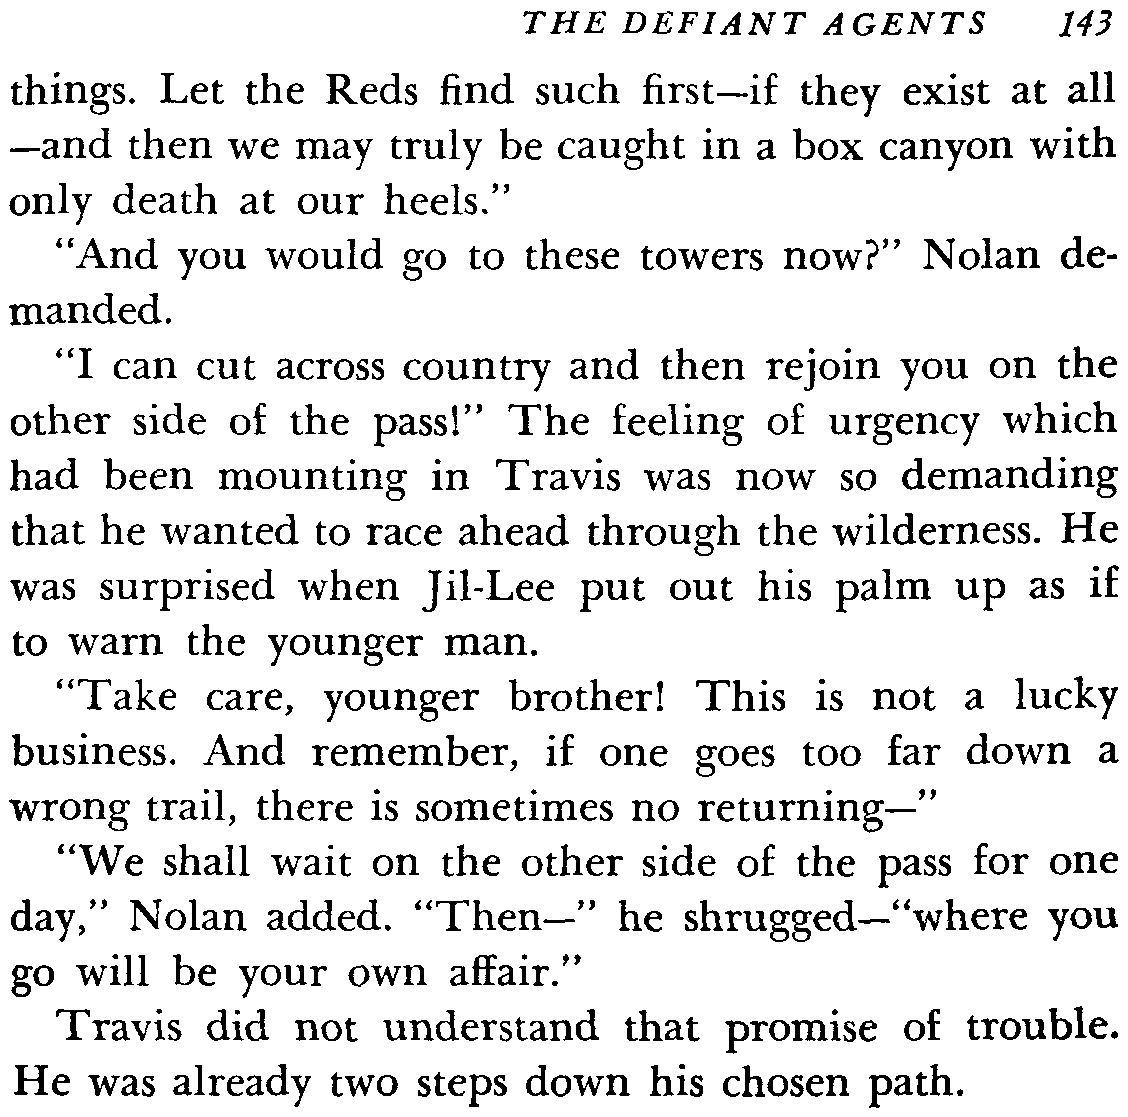 THE DEFIANT AGENTS 143
things. Let the Reds find such first—if they exist at all
—and then we may truly be caught in a box canyon with
only death at our heels."
"And you would go to these towers now?" Nolan de-
manded.
"I can cut across country and then rejoin you on the
other side of the pass!" The feeling of urgency which
had been mounting in Travis was now so demanding
that he wanted to race ahead through the wilderness. He
was surprised when Jil-Lee put out his palm up as if
to warn the younger man.
"Take care, younger brother! This is not a lucky
business. And remember, if one goes too far down a
wrong trail, there is sometimes no returning—"
"We shall wait on the other side of the pass for one
day," Nolan added. "Then—" he shrugged—"where you
go will be your own affair."
Travis did not understand that promise of trouble.
He was already two steps down his chosen path.